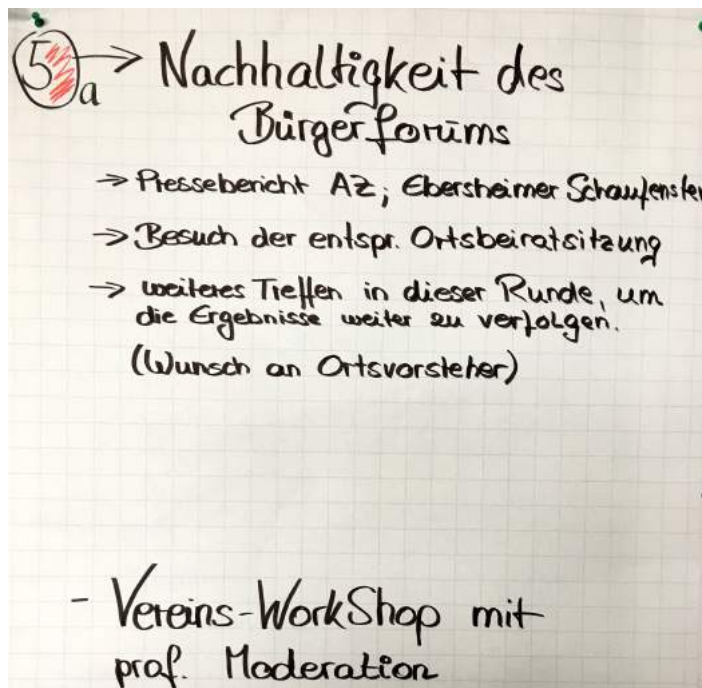 5a → Nachhaltigkeit des
Bürgerforums
→ Pressebericht AZ, Ebersheimer Schaufenster
→ Besuch der entspr. Ortsbeiratsitzung
→ weiteres Treffen in dieser Runde, um
die Ergebnisse weiter zu verfolgen.
(Wunsch an Ortsvorsteher)
- Vereins-WorkShop mit
prof. Moderation